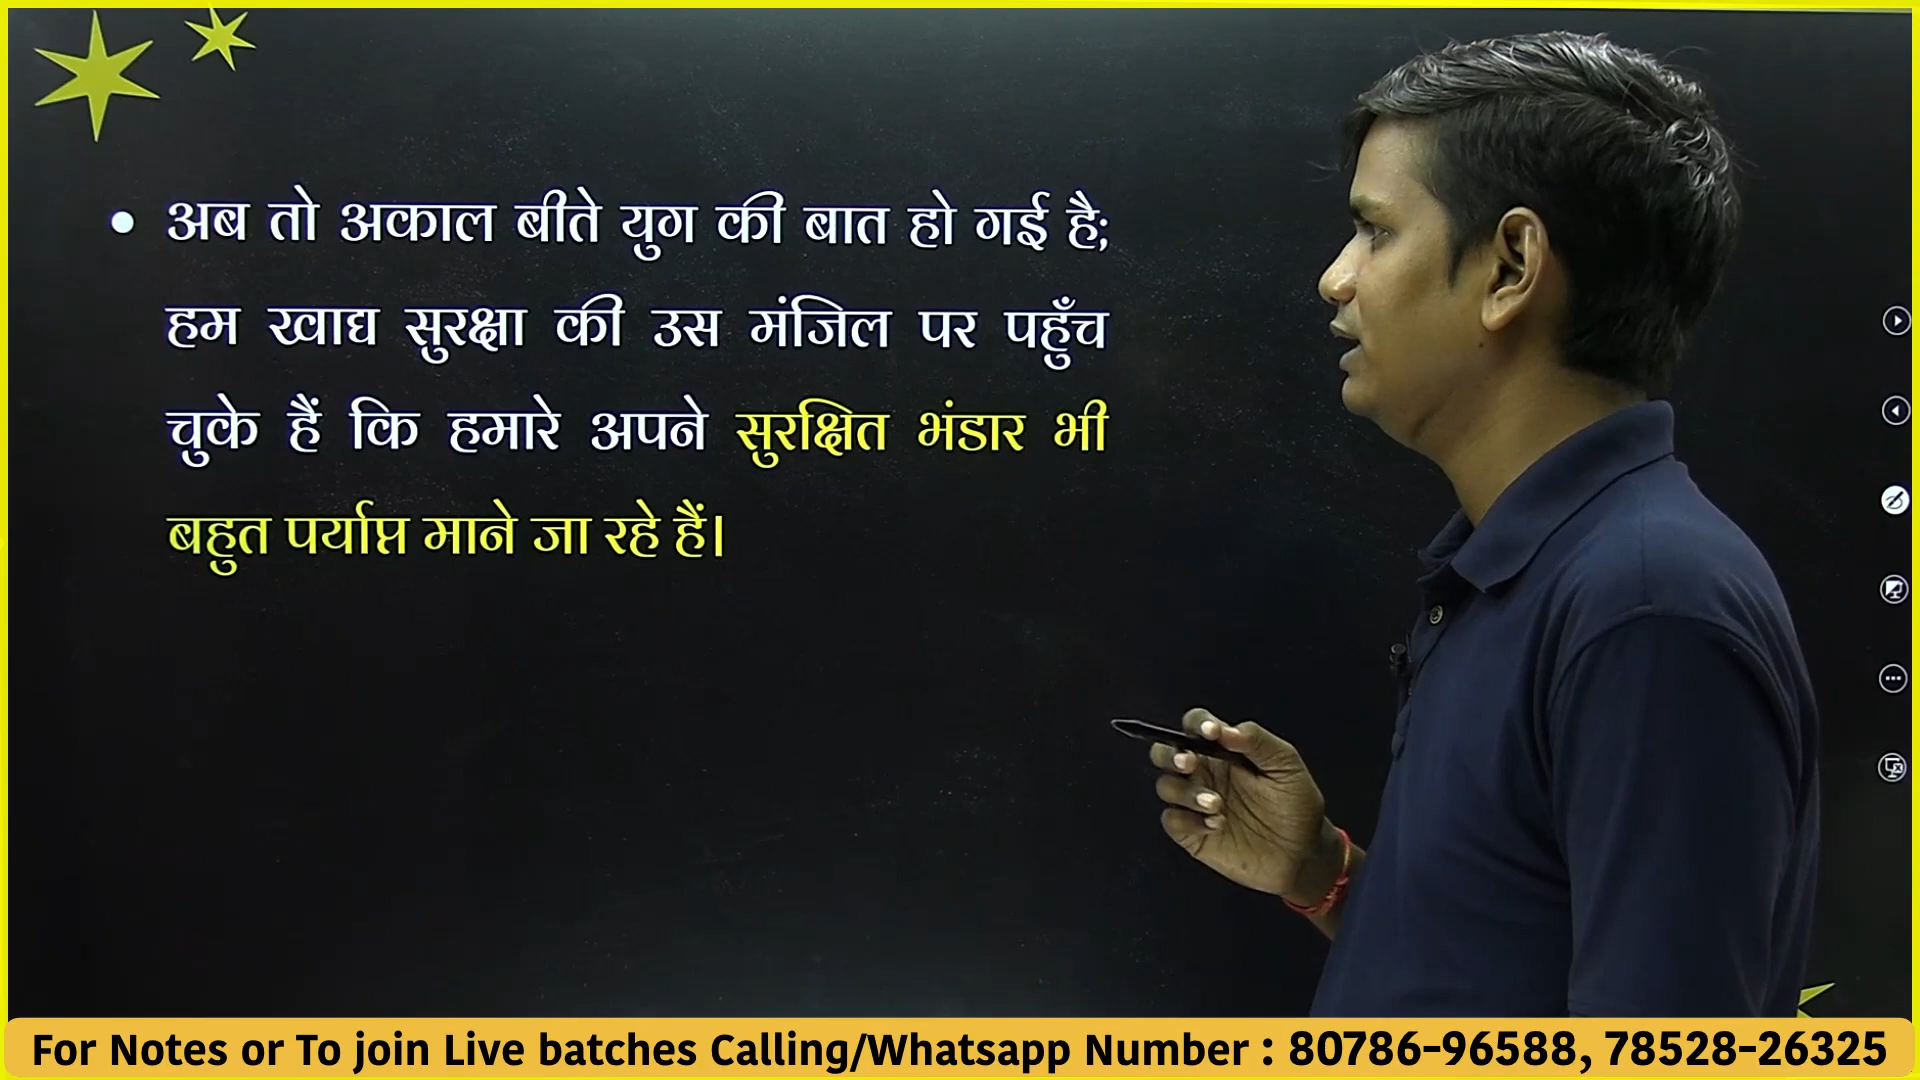 • अब तो अकाल बीते युग की बात हो गई है;
हम खाद्य सुरक्षा की उस मंजिल पर पहुँच
चुके हैं कि हमारे अपने सुरक्षित भंडार भी
बहुत पर्याप्त माने जा रहे हैं।
For Notes or To join Live batches Calling/Whatsapp Number : 80786-96588, 78528-26325